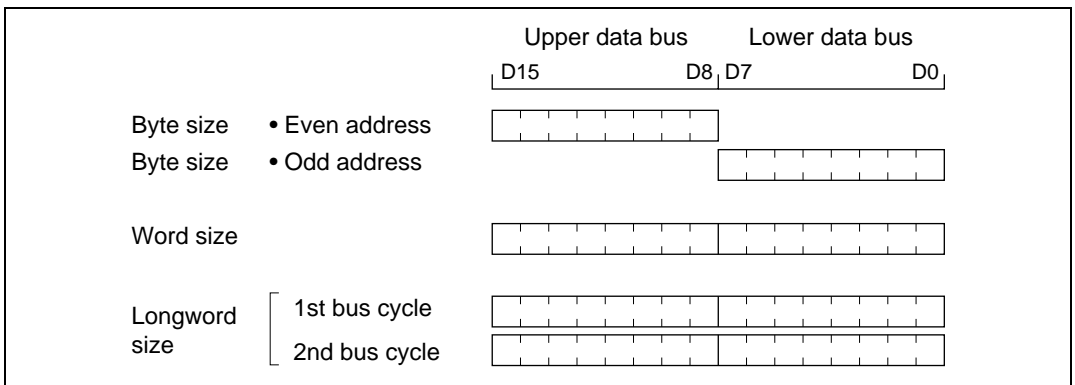 Upper data bus Lower data bus
D15 D8 D7 D0
Byte size • Even address
Byte size • Odd address
Word size
Longword size
1st bus cycle
2nd bus cycle